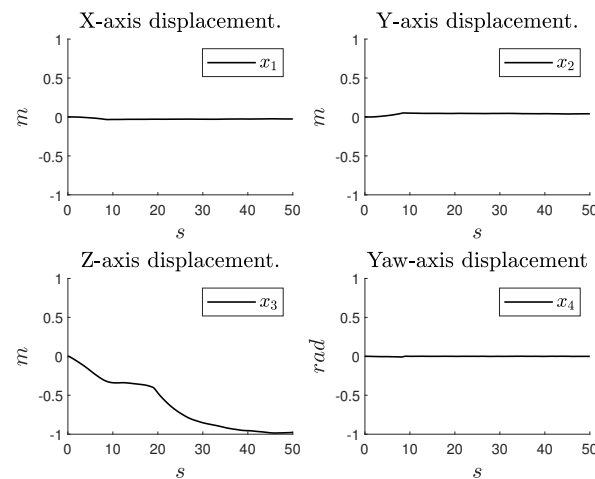 X-axis displacement.
1
0.5
0
-0.5
-1
m
x1
0 10 20 30 40 50
s
Y-axis displacement.
1
0.5
0
-0.5
-1
m
x2
0 10 20 30 40 50
s
Z-axis displacement.
1
0.5
0
-0.5
-1
m
x3
0 10 20 30 40 50
s
Yaw-axis displacement
1
0.5
0
-0.5
-1
rad
x4
0 10 20 30 40 50
s